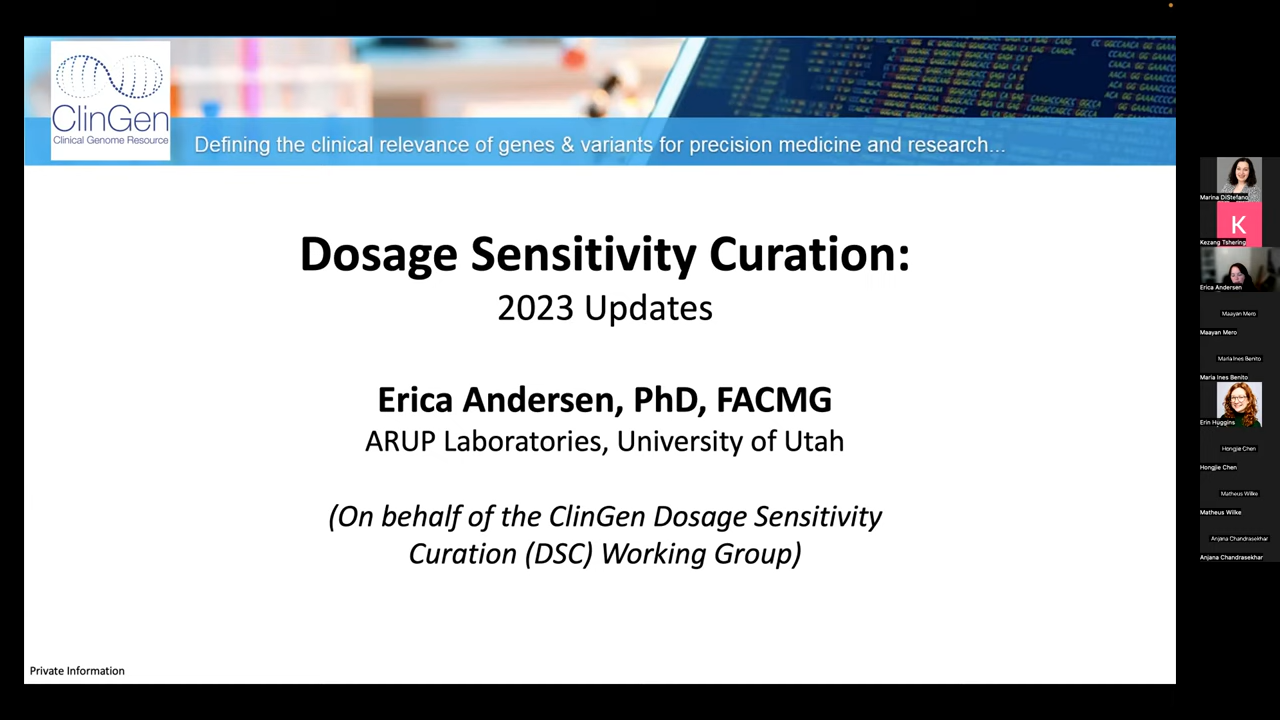 ClinGen
Clinical Genome Resource
Defining the clinical relevance of genes & variants for precision medicine and research...
Dosage Sensitivity Curation:
2023 Updates
Erica Andersen, PhD, FACMG
ARUP Laboratories, University of Utah
(On behalf of the ClinGen Dosage Sensitivity
Curation (DSC) Working Group)
Private Information
Marina DiStefano
K
Kezang Tshering
Erica Andersen
Maayan Mero
Maayan Mero
Maria Ines Benito
Maria Ines Benito
Erin Huggins
Hongjie Chen
Hongjie Chen
Matheus Wilke
Matheus Wilke
Anjana Chandrasekhar
Anjana Chandrasekhar